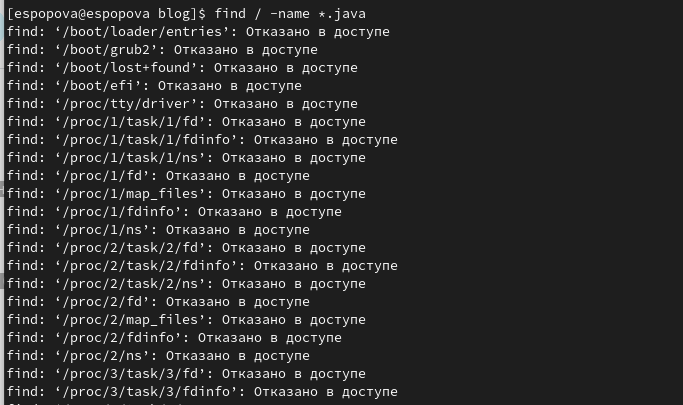 [espopova@espopova blog]$ find / -name *.java
find: ‘/boot/loader/entries’: Отказано в доступе
find: ‘/boot/grub2’: Отказано в доступе
find: ‘/boot/lost+found’: Отказано в доступе
find: ‘/boot/efi’: Отказано в доступе
find: ‘/proc/tty/driver’: Отказано в доступе
find: ‘/proc/1/task/1/fd’: Отказано в доступе
find: ‘/proc/1/task/1/fdinfo’: Отказано в доступе
find: ‘/proc/1/task/1/ns’: Отказано в доступе
find: ‘/proc/1/fd’: Отказано в доступе
find: ‘/proc/1/map_files’: Отказано в доступе
find: ‘/proc/1/fdinfo’: Отказано в доступе
find: ‘/proc/1/ns’: Отказано в доступе
find: ‘/proc/2/task/2/fd’: Отказано в доступе
find: ‘/proc/2/task/2/fdinfo’: Отказано в доступе
find: ‘/proc/2/task/2/ns’: Отказано в доступе
find: ‘/proc/2/fd’: Отказано в доступе
find: ‘/proc/2/map_files’: Отказано в доступе
find: ‘/proc/2/fdinfo’: Отказано в доступе
find: ‘/proc/2/ns’: Отказано в доступе
find: ‘/proc/3/task/3/fd’: Отказано в доступе
find: ‘/proc/3/task/3/fdinfo’: Отказано в доступе